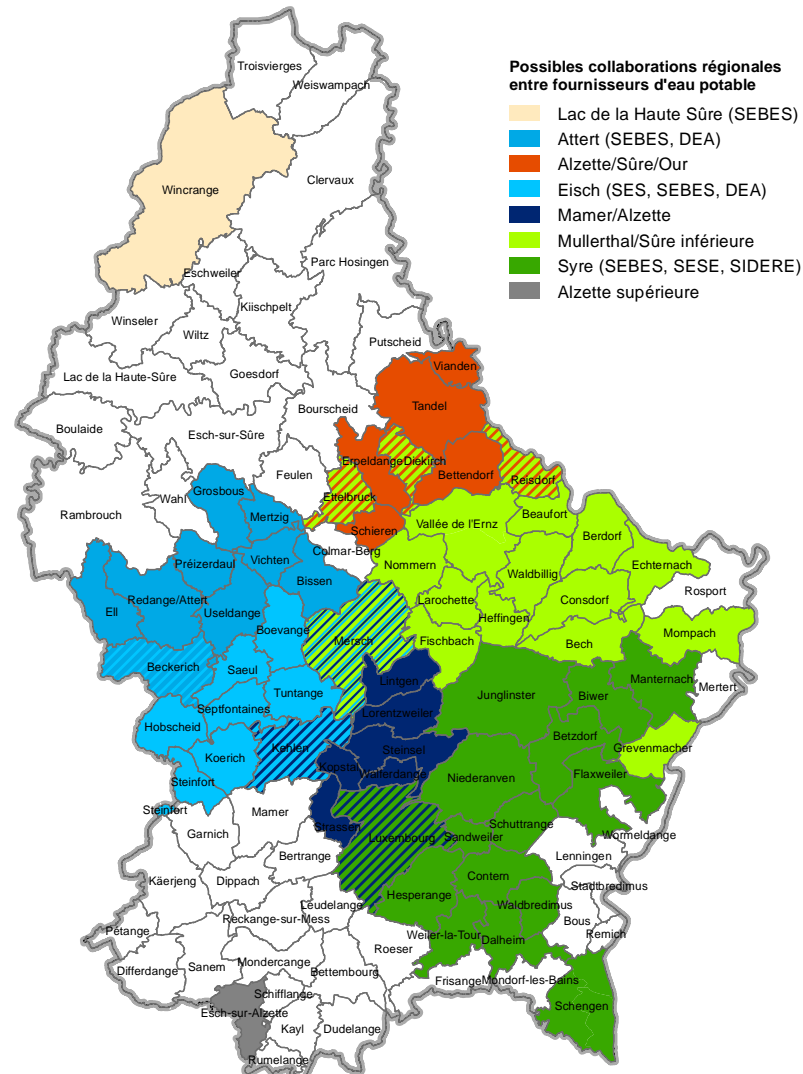 Possibles collaborations régionales
entre fournisseurs d'eau potable
Lac de la Haute Sûre (SEBES)
Attert (SEBES, DEA)
Alzette/Sûre/Our
Eisch (SES, SEBES, DEA)
Mamer/Alzette
Mullerthal/Sûre inférieure
Syre (SEBES, SESE, SIDERE)
Alzette supérieure
Troisvierges
Weiswampach
Clervaux
Wincrange
Parc Hosingen
Eschweiler
Kiischpelt
Winseler
Wiltz
Putscheid
Vianden
Goesdorf
Lac de la Haute-Sûre
Tandel
Bourscheid
Boulaide
Esch-sur-Sûre
Erpeldange
Diekirch
Bettendorf
Feulen
Reisdorf
Grosbous
Ettelbruck
Wahl
Rambrouch
Mertzig
Beaufort
Vallée de l'Ernz
Schieren
Berdorf
Colmar-Berg
Préizerdaul
Vichten
Nommern
Echternach
Waldbillig
Bissen
Rosport
Redange/Attert
Larochette
Consdorf
Ell
Useldange
Heffingen
Boevange
Mersch
Fischbach
Bech
Mompach
Beckerich
Saeul
Lintgen
Manternach
Tuntange
Mertert
Junglinster
Biwer
Septfontaines
Lorentzweiler
Hobscheid
Betzdorf
Kehlen
Steinsel
Grevenmacher
Koerich
Kopstal
Walferdange
Niederanven
Flaxweiler
Steinfort
Steinfort
Mamer
Schuttrange
Strassen
Garnich
Luxembourg
Sandweiler
Wormeldange
Bertrange
Lenningen
Contern
Käerjeng
Dippach
Stadtbredimus
Hesperange
Leudelange
Waldbredimus
Reckange-sur-Mess
Bous
Pétange
Weiler-la-Tour
Remich
Dalheim
Roeser
Mondercange
Sanem
Differdange
Bettembourg
Frisange
Mondorf-les-Bains
Schifflange
Schengen
Esch-sur-Alzette
Kayl
Dudelange
Rumelange